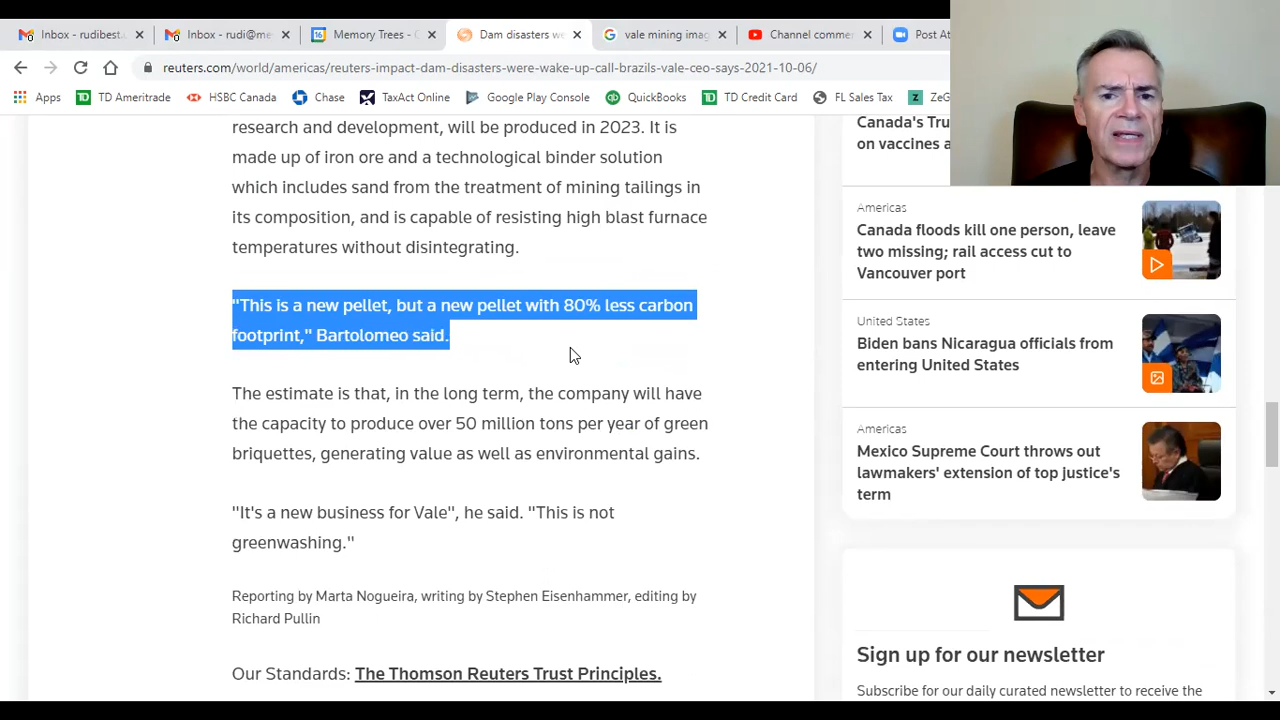 Inbox - rudibest.
Inbox - rudi@me
16
Memory Trees - C
Dam disasters we
vale mining imag
Channel comme
Post At
reuters.com/world/americas/reuters-impact-dam-disasters-were-wake-up-call-brazils-vale-ceo-says-2021-10-06/
Apps
TD Ameritrade
HSBC Canada
Chase
TaxAct Online
Google Play Console
QuickBooks
TD Credit Card
FL Sales Tax
ZeG
research and development, will be produced in 2023. It is
made up of iron ore and a technological binder solution
which includes sand from the treatment of mining tailings in
its composition, and is capable of resisting high blast furnace
temperatures without disintegrating.
"This is a new pellet, but a new pellet with 80% less carbon
footprint," Bartolomeo said.
The estimate is that, in the long term, the company will have
the capacity to produce over 50 million tons per year of green
briquettes, generating value as well as environmental gains.
"It's a new business for Vale", he said. "This is not
greenwashing."
Reporting by Marta Nogueira, writing by Stephen Eisenhammer, editing by
Richard Pullin
Our Standards: The Thomson Reuters Trust Principles.
Canada's Tru
on vaccines a
Americas
Canada floods kill one person, leave
two missing; rail access cut to
Vancouver port
United States
Biden bans Nicaragua officials from
entering United States
Americas
Mexico Supreme Court throws out
lawmakers' extension of top justice's
term
Sign up for our newsletter
Subscribe for our daily curated newsletter to receive the